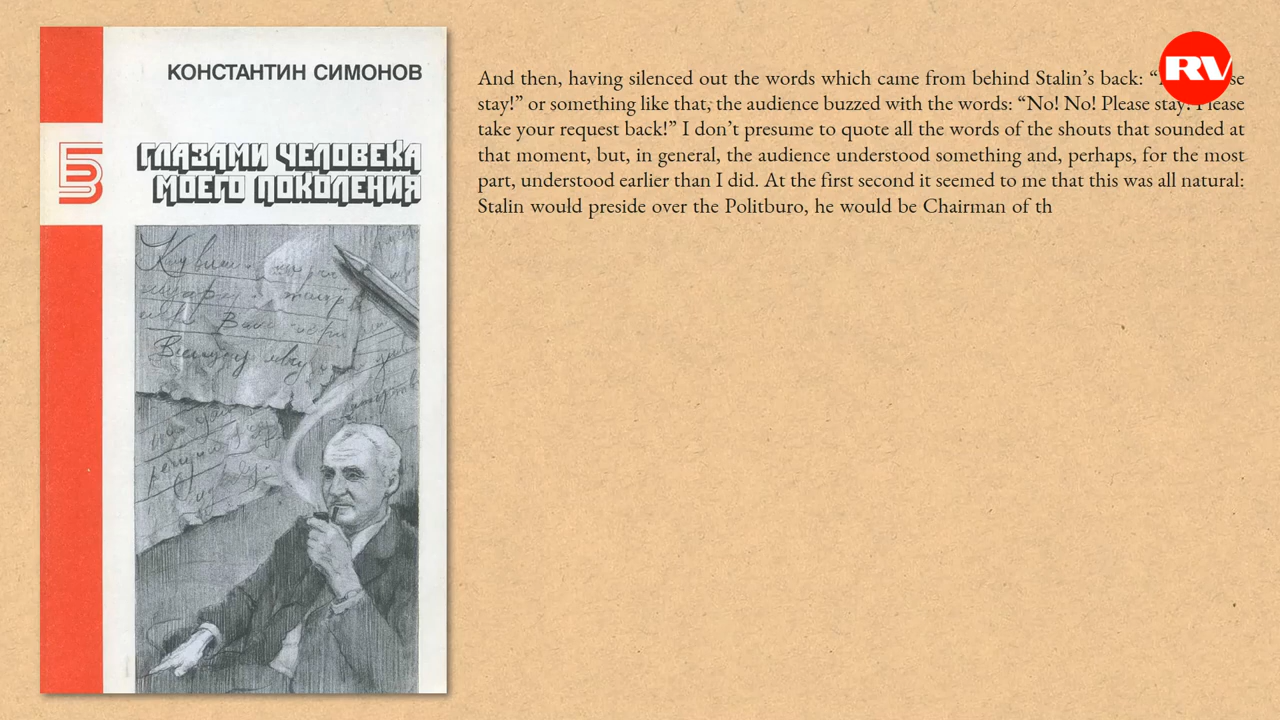 КОНСТАНТИН СИМОНОВ
ГЛАЗАМИ ЧЕЛОВЕКА
МОЕГО ПОКОЛЕНИЯ
RV
And then, having silenced out the words which came from behind Stalin’s back: “
stay!” or something like that, the audience buzzed with the words: “No! No! Please stay! Please
take your request back!” I don’t presume to quote all the words of the shouts that sounded at
that moment, but, in general, the audience understood something and, perhaps, for the most
part, understood earlier than I did. At the first second it seemed to me that this was all natural:
Stalin would preside over the Politburo, he would be Chairman of th